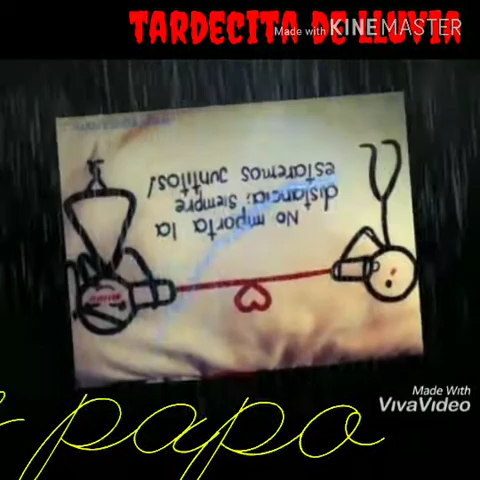 TARDECITA DE LLUVIA
Made with KINEMASTER
No importa la
distancia; Siempre
estaremos juntitos!
Made With
VivaVideo
papo